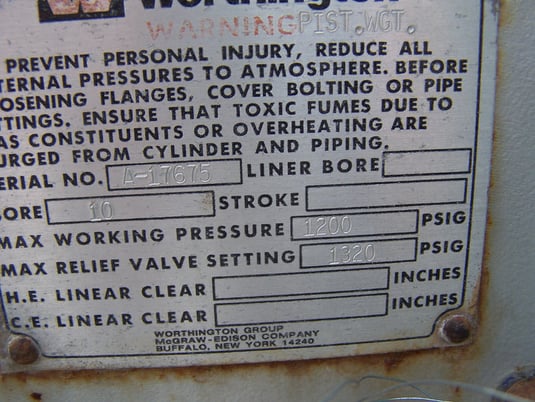 Worthington
WARNING PIST. WGT.
PREVENT PERSONAL INJURY, REDUCE ALL
TERNAL PRESSURES TO ATMOSPHERE. BEFORE
OOSENING FLANGES, COVER BOLTING OR PIPE
TTINGS. ENSURE THAT TOXIC FUMES DUE TO
AS CONSTITUENTS OR OVERHEATING ARE
URGED FROM CYLINDER AND PIPING.
ERIAL NO. A-17675 LINER BORE
ORE 10 STROKE
MAX WORKING PRESSURE 1200 PSIG
MAX RELIEF VALVE SETTING 1320 PSIG
H.E. LINEAR CLEAR INCHES
C.E. LINEAR CLEAR INCHES
WORTHINGTON GROUP
McGRAW-EDISON COMPANY
BUFFALO, NEW YORK 14240